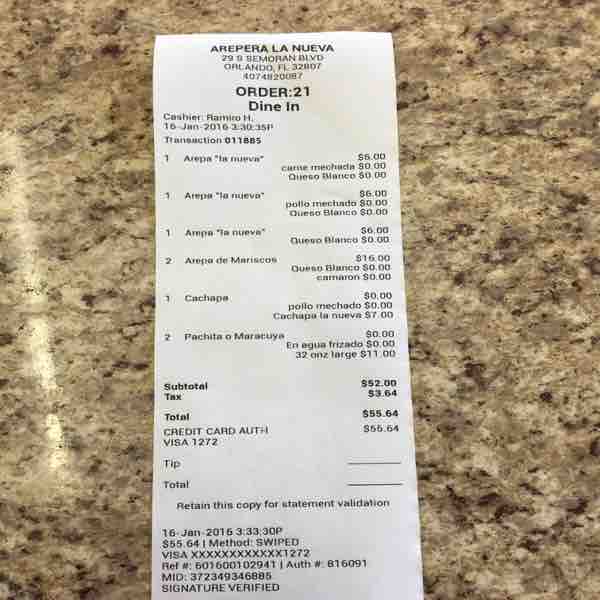 AREPERA LA NUEVA
29 S SEMORAN BLVD
ORLANDO, FL 32807
4074820087
ORDER:21
Dine In
Cashier: Ramiro H.
16-Jan-2016 3:30:35P
Transaction 011885
1 Arepa "la nueva" $6.00
carne mechada $0.00
Queso Blanco $0.00
1 Arepa "la nueva" $6.00
pollo mechado $0.00
Queso Blanco $0.00
1 Arepa "la nueva" $6.00
Queso Blanco $0.00
2 Arepa de Mariscos $16.00
Queso Blanco $0.00
camaron $0.00
1 Cachapa $0.00
pollo mechado $0.00
Cachapa la nueva $7.00
2 Pachita o Maracuya $0.00
En agua frizado $0.00
32 onz large $11.00
Subtotal $52.00
Tax $3.64
Total $55.64
CREDIT CARD AUTH $55.64
VISA 1272
Tip
Total
Retain this copy for statement validation
16-Jan-2016 3:33:30P
$55.64 | Method: SWIPED
VISA XXXXXXXXXXXX1272
Ref #: 601600102941 | Auth #: 816091
MID: 372349346885
SIGNATURE VERIFIED